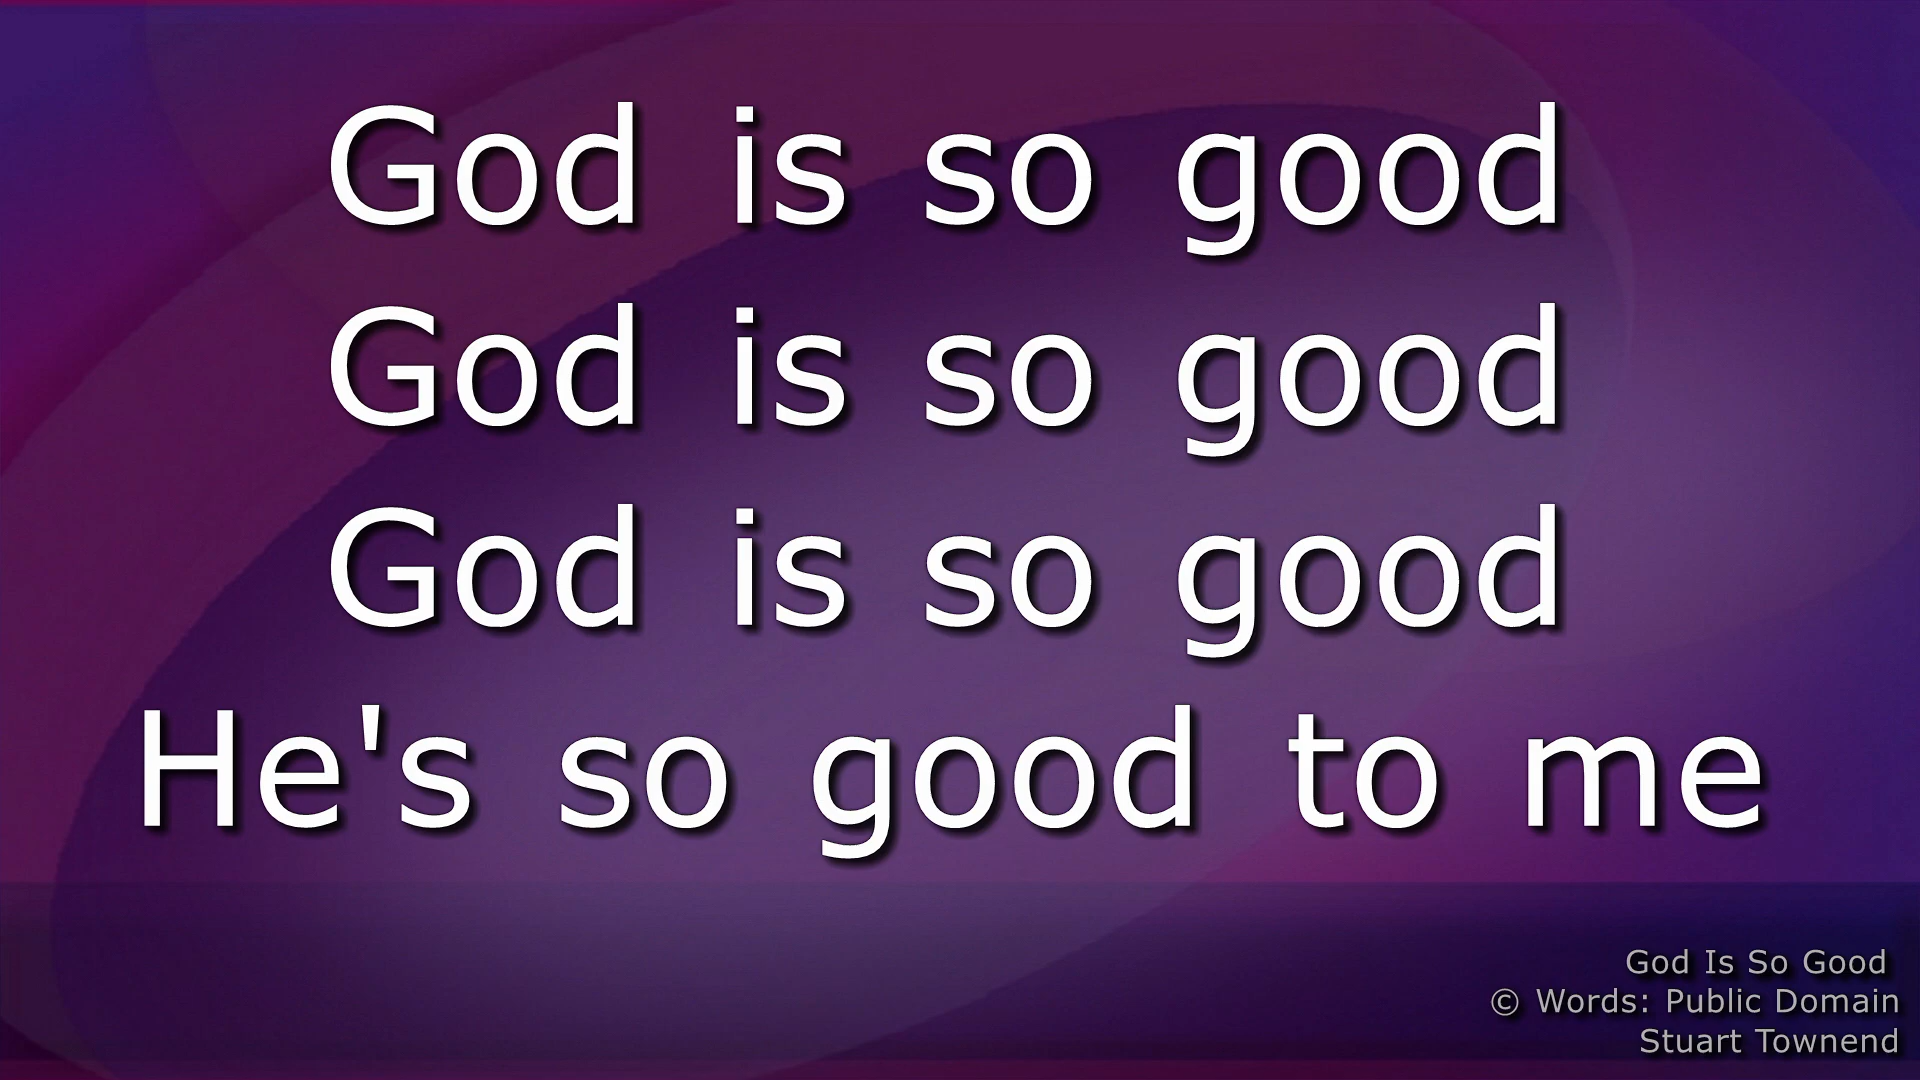 God is so good
God is so good
God is so good
He's so good to me
God Is So Good
© Words: Public Domain
Stuart Townend